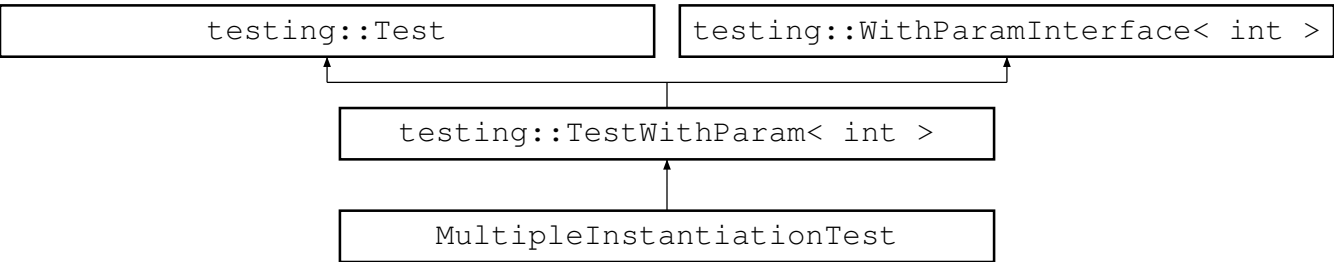 testing::Test
testing::WithParamInterface< int >
testing::TestWithParam< int >
MultipleInstantiationTest